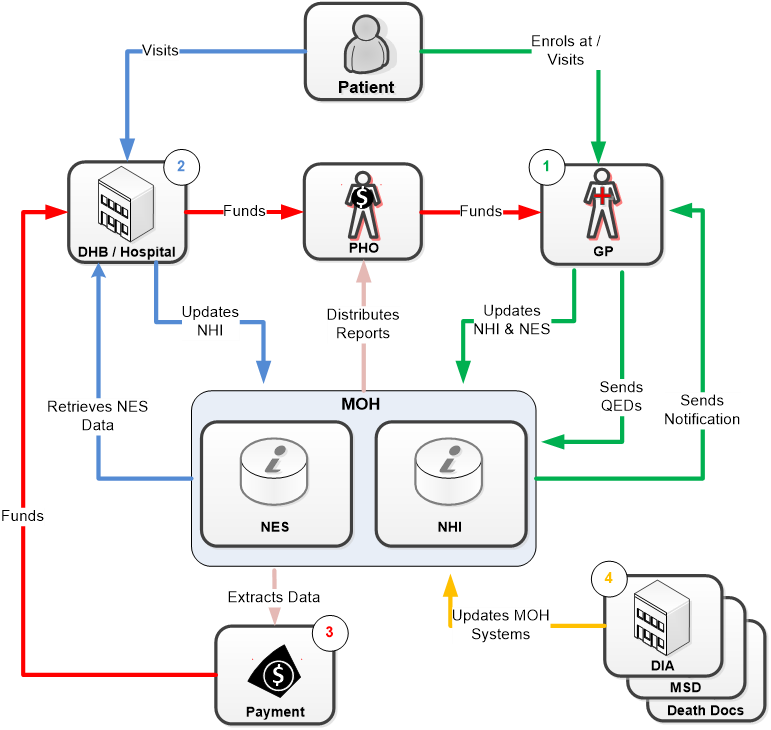 Patient
Visits
Enrols at /
Visits
2
1
DHB / Hospital
Funds
$
PHO
Funds
GP
Updates
NHI
Distributes
Reports
Updates
NHI & NES
Retrieves NES
Data
Sends
QEDs
Sends
Notification
MOH
i
NES
i
NHI
Funds
Extracts Data
Updates MOH
Systems
3
$
Payment
4
DIA
MSD
Death Docs